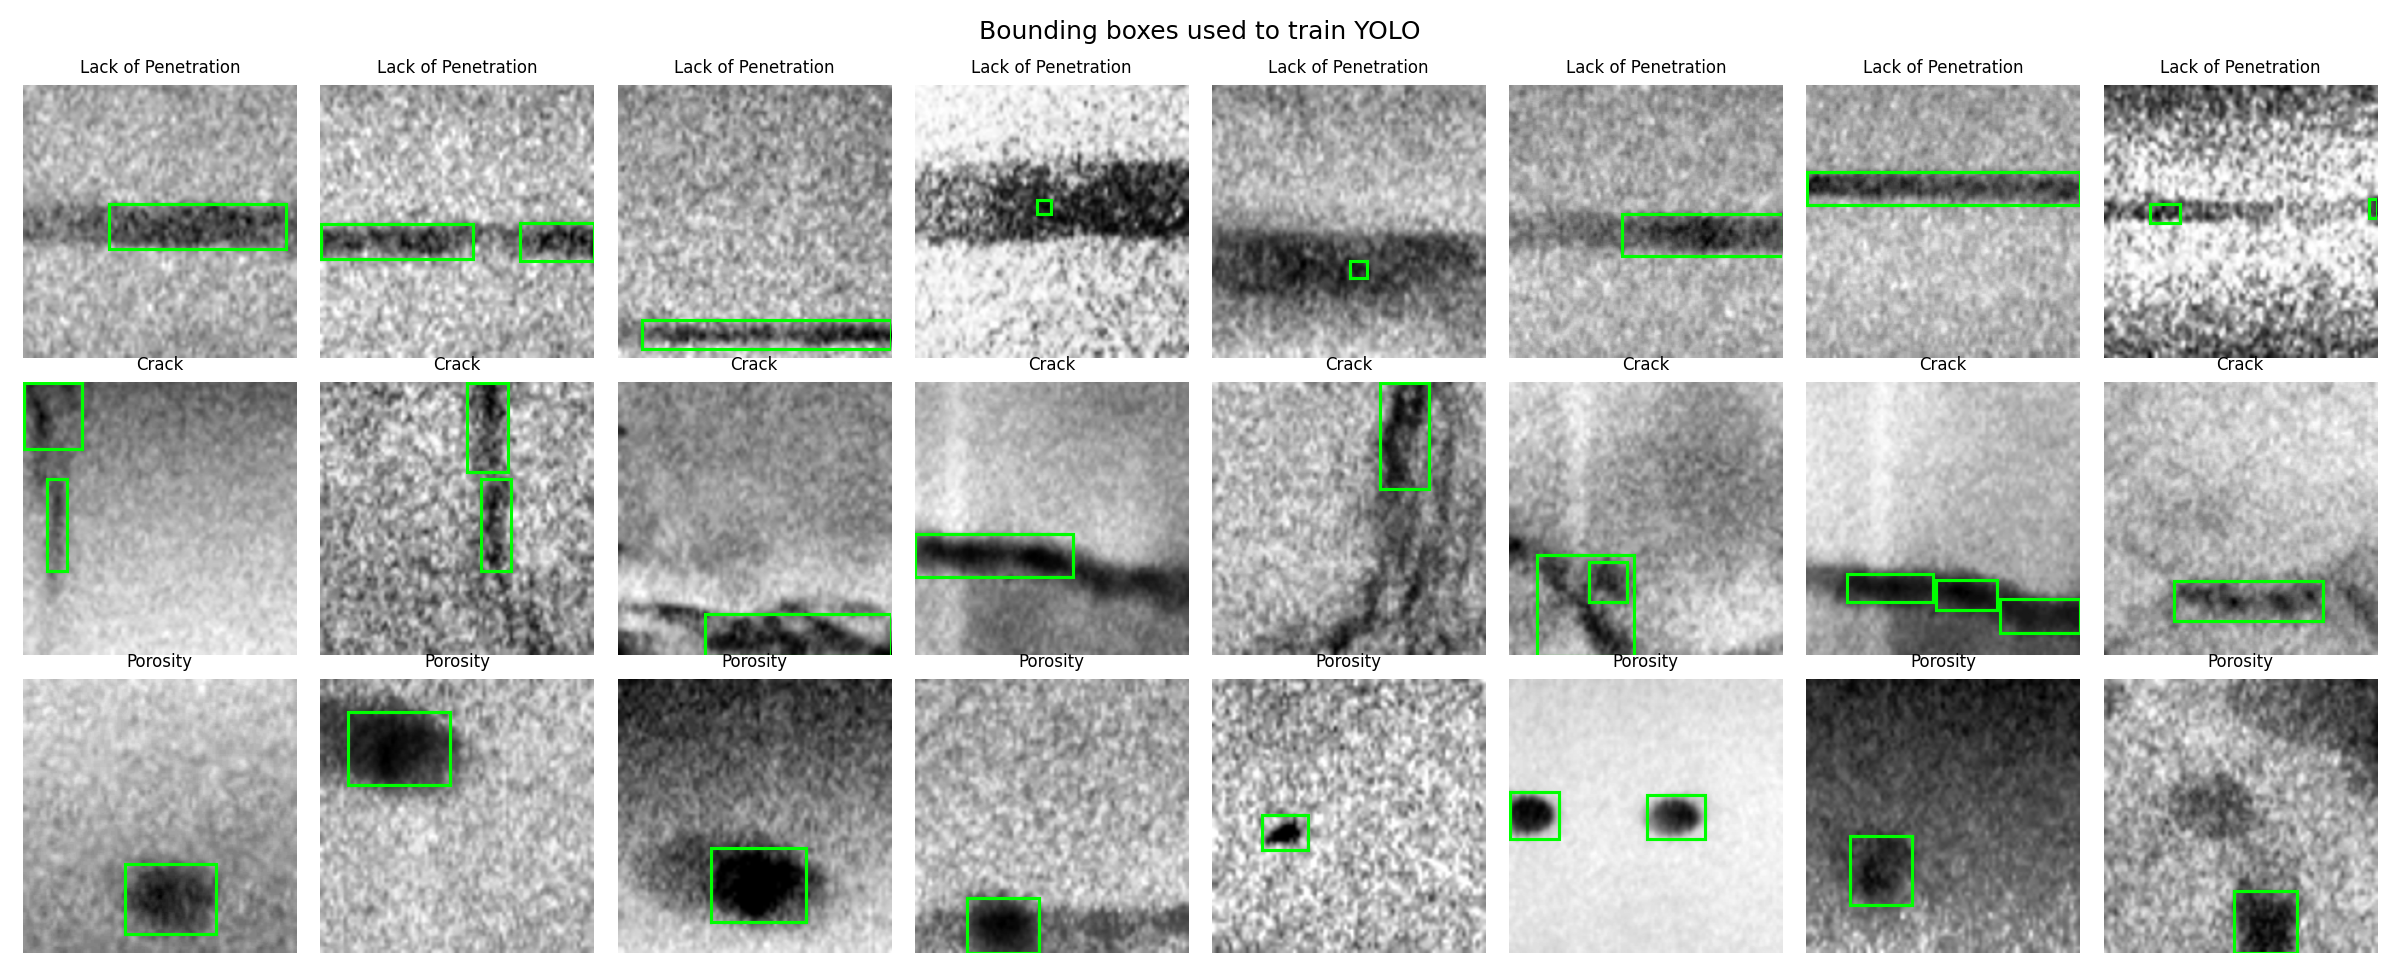 Bounding boxes used to train YOLO
Lack of Penetration Lack of Penetration Lack of Penetration Lack of Penetration Lack of Penetration Lack of Penetration Lack of Penetration Lack of Penetration
Crack Crack Crack Crack Crack Crack Crack Crack
Porosity Porosity Porosity Porosity Porosity Porosity Porosity Porosity